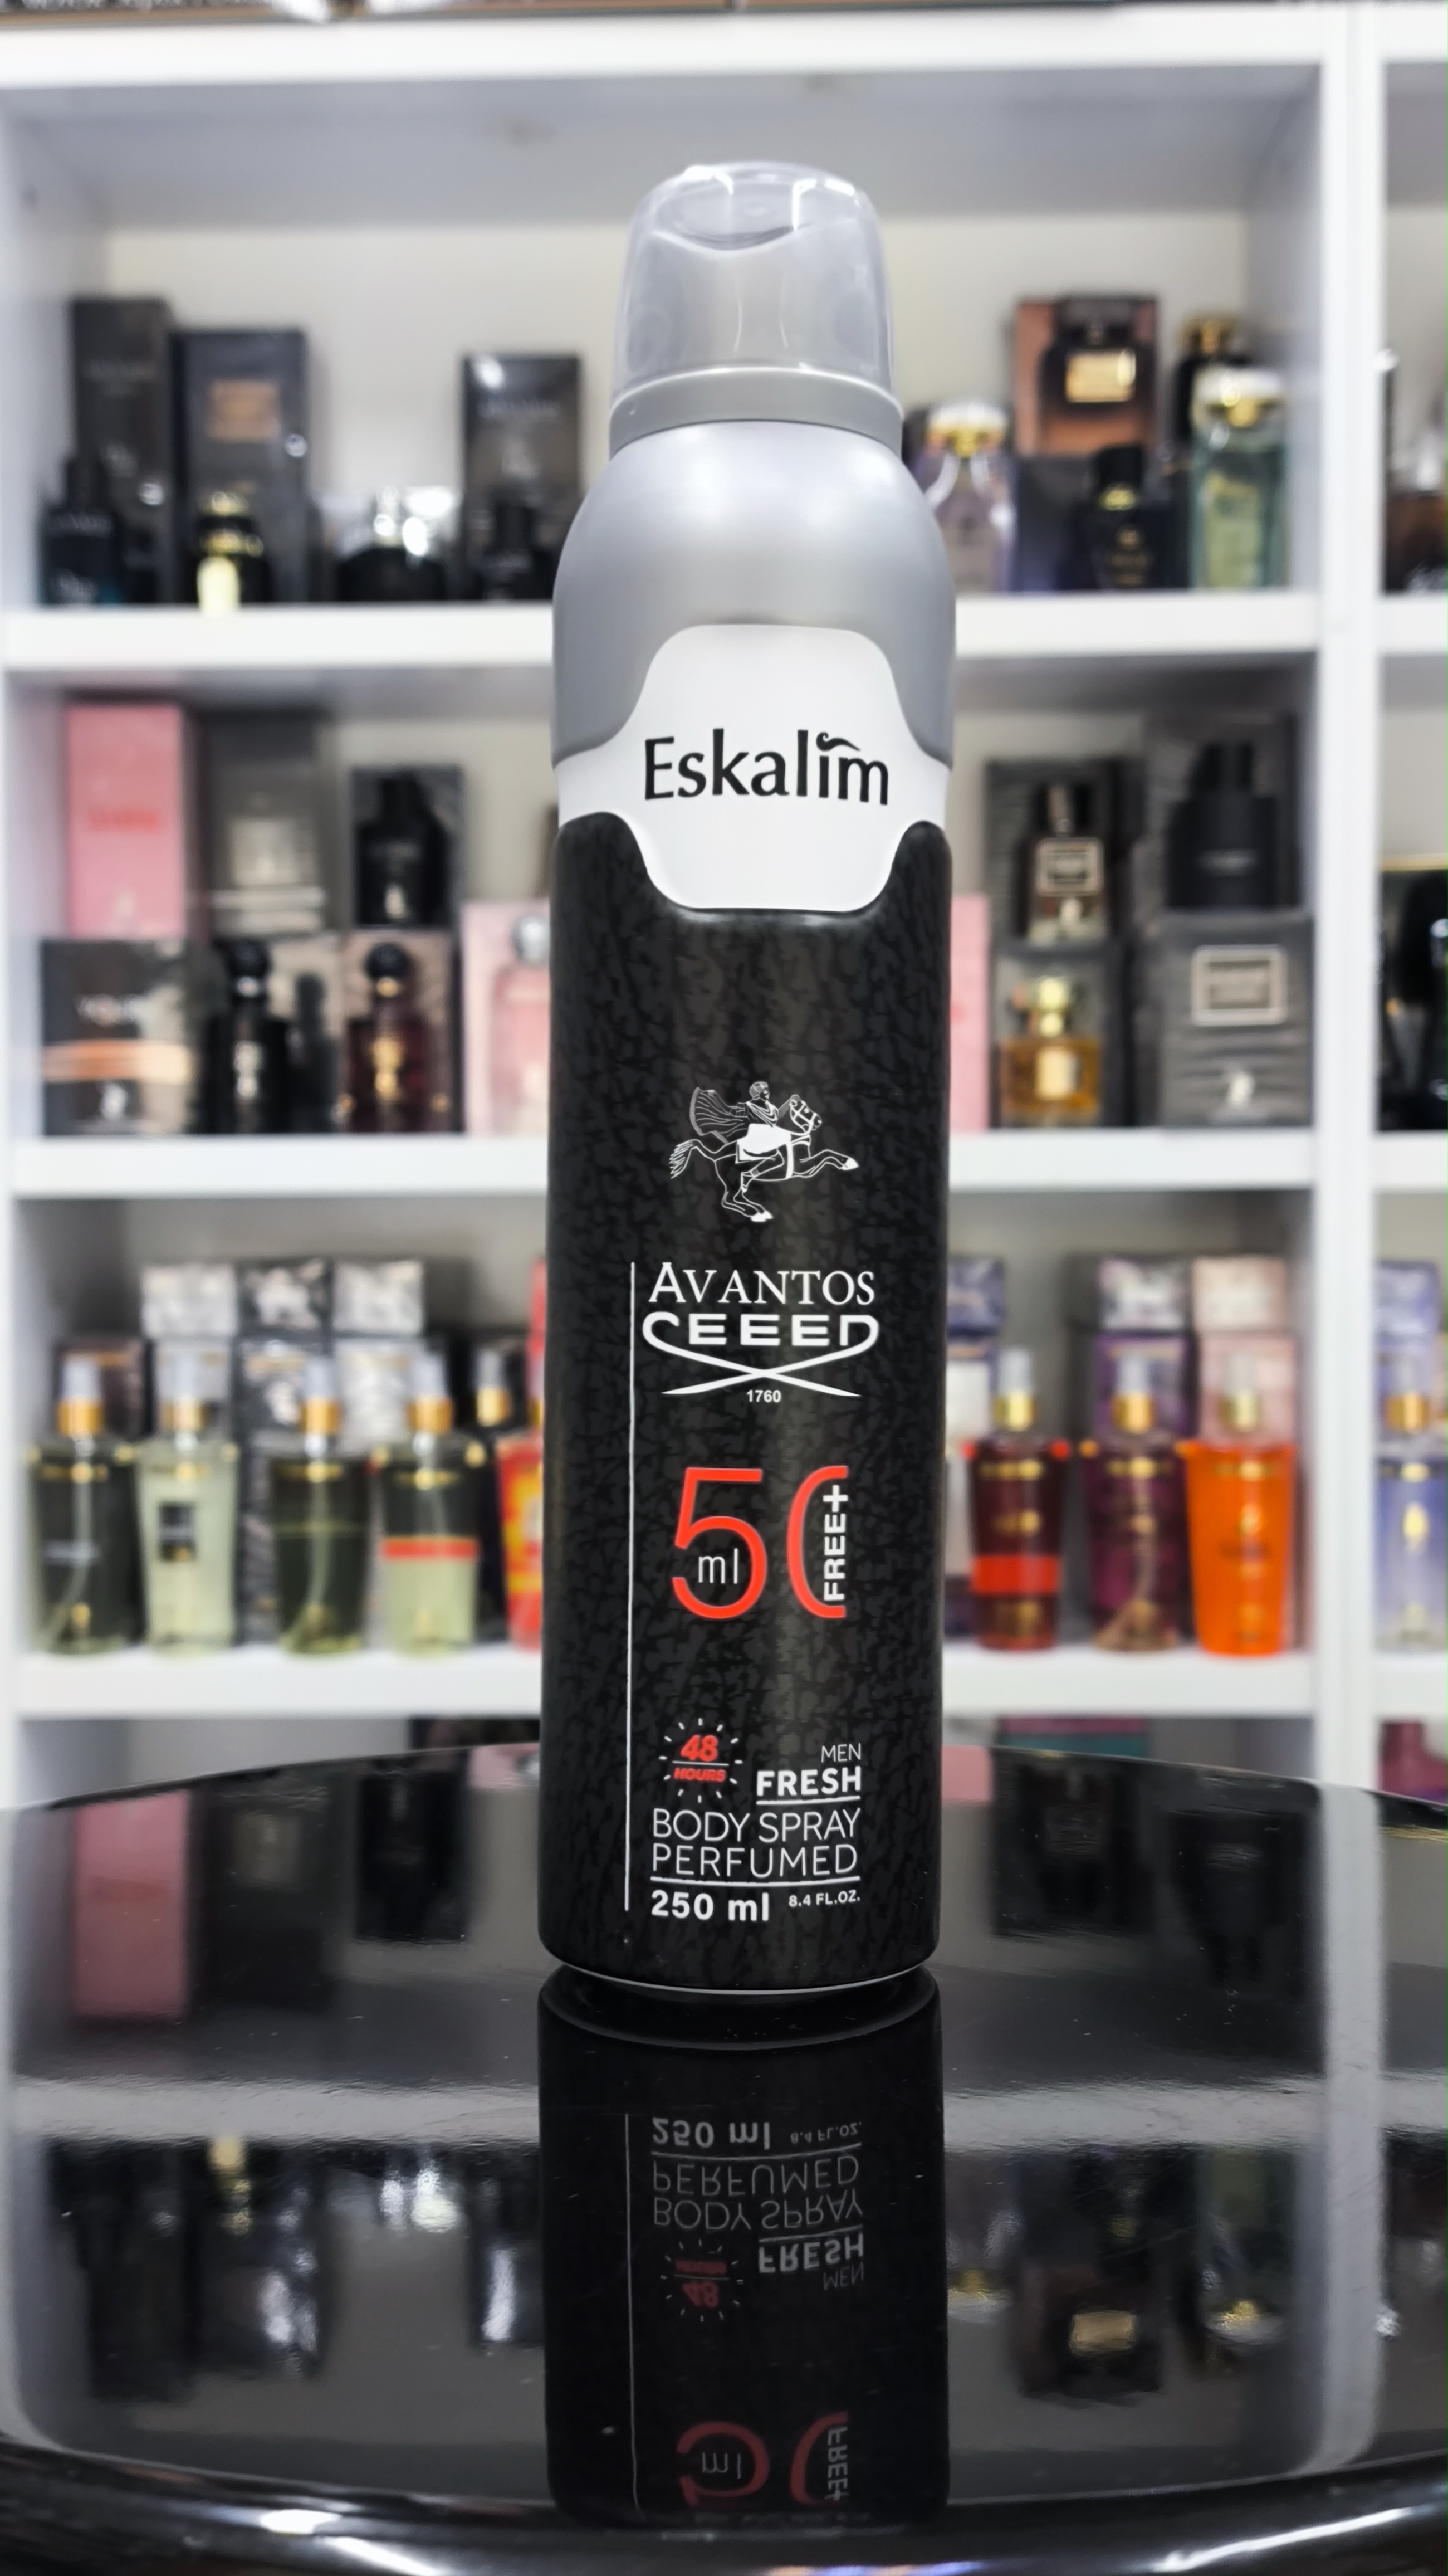 Eskalim
AVANTOS
CEEED
1760
50
ml
FREE+
48
HOURS
MEN
FRESH
BODY SPRAY
PERFUMED
250 ml 8.4 FL.OZ.